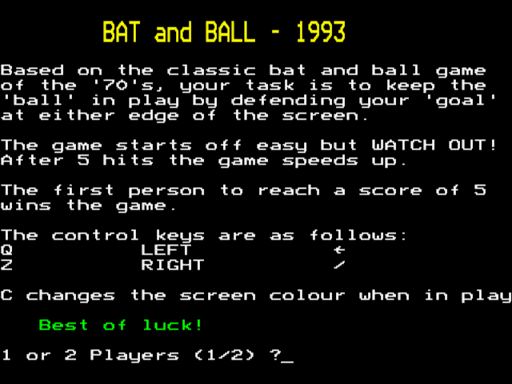 BAT and BALL - 1993
Based on the classic bat and ball game
of the '70's, your task is to keep the
'ball' in play by defending your 'goal'
at either edge of the screen.
The game starts off easy but WATCH OUT!
After 5 hits the game speeds up.
The first person to reach a score of 5
wins the game.
The control keys are as follows:
Q LEFT ←
Z RIGHT /
C changes the screen colour when in play
Best of luck!
1 or 2 Players (1/2) ?_